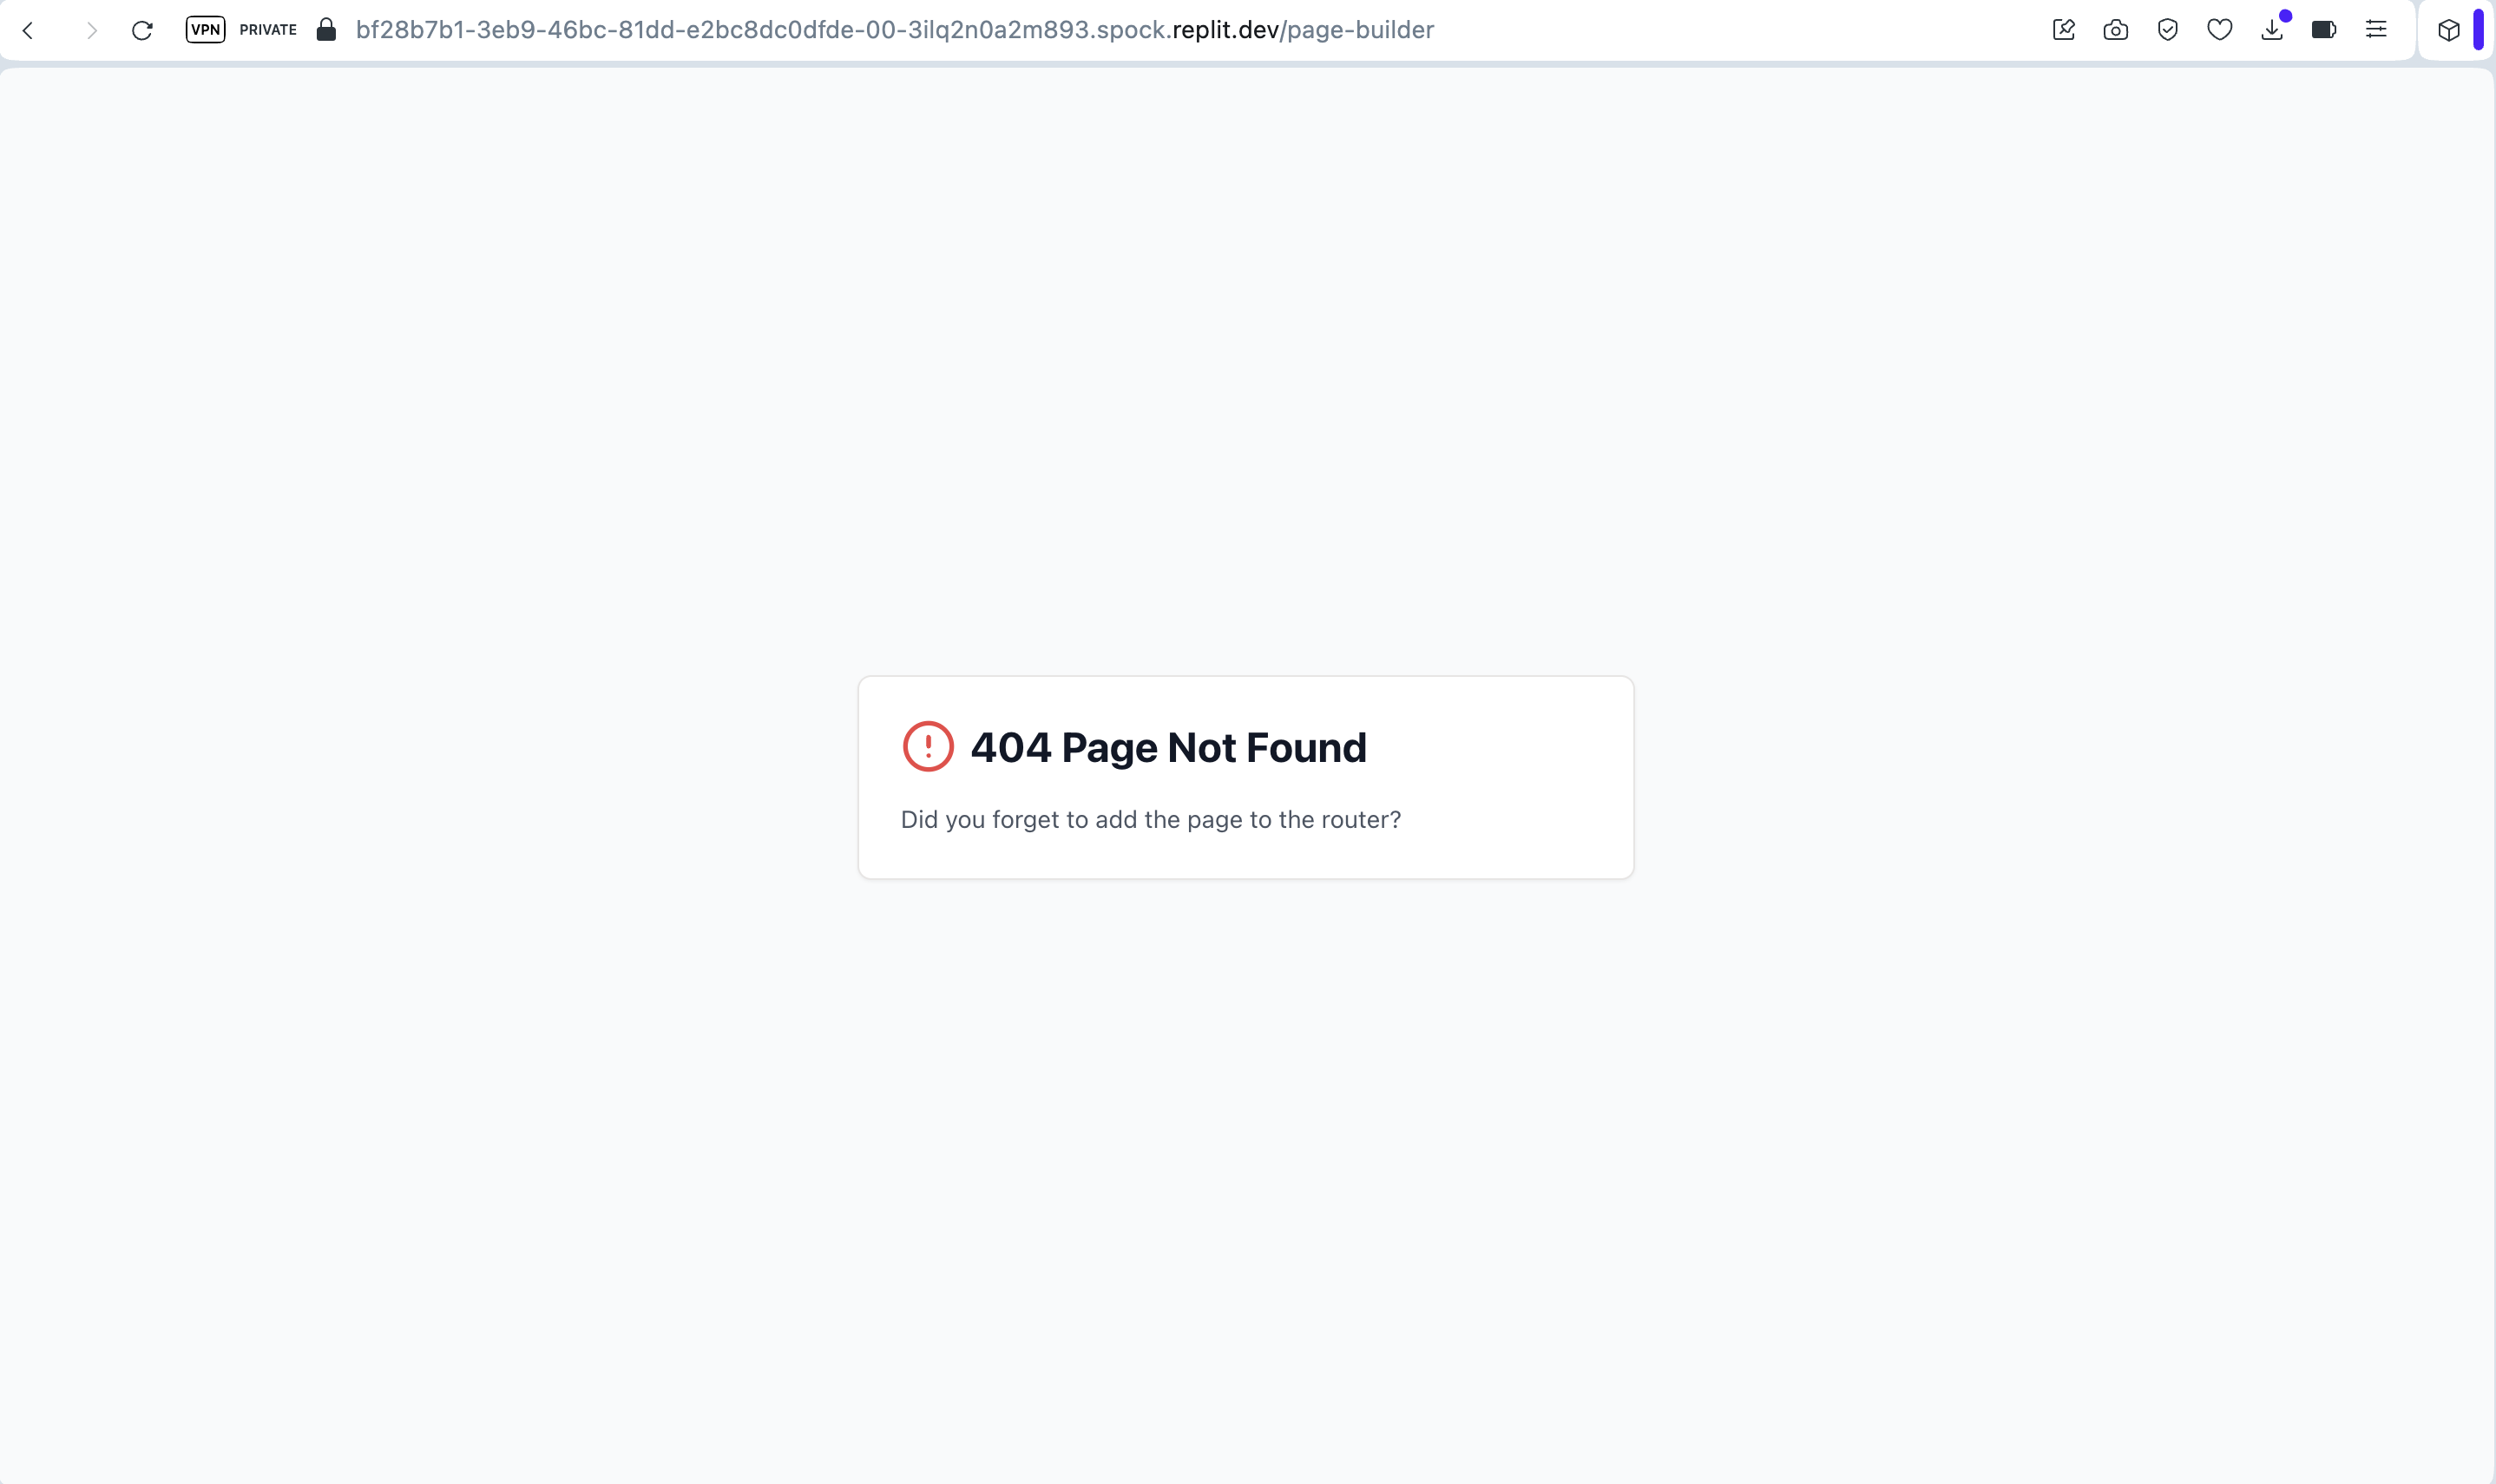 VPN PRIVATE bf28b7b1-3eb9-46bc-81dd-e2bc8dc0dfde-00-3ilq2n0a2m893.spock.replit.dev/page-builder
404 Page Not Found
Did you forget to add the page to the router?